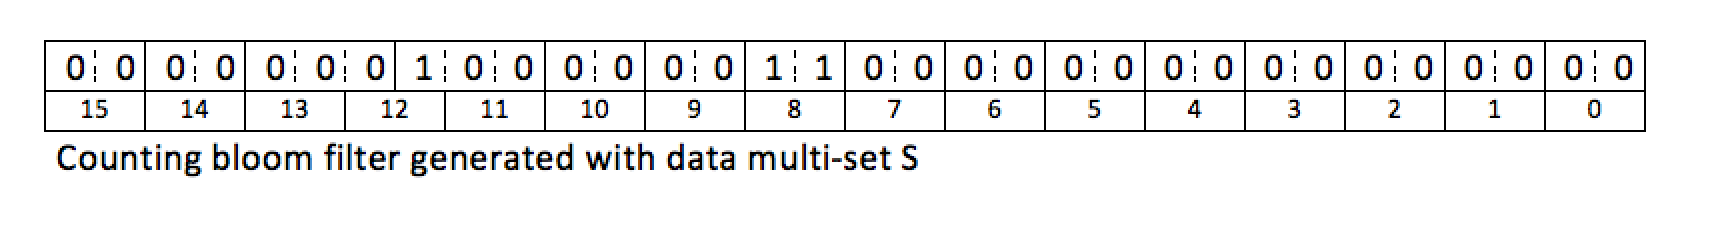 0 0 0 0 0 0 0 1 0 0 0 0 0 0 1 1 0 0 0 0 0 0 0 0 0 0 0 0 0 0 0 0
15 14 13 12 11 10 9 8 7 6 5 4 3 2 1 0
Counting bloom filter generated with data multi-set S